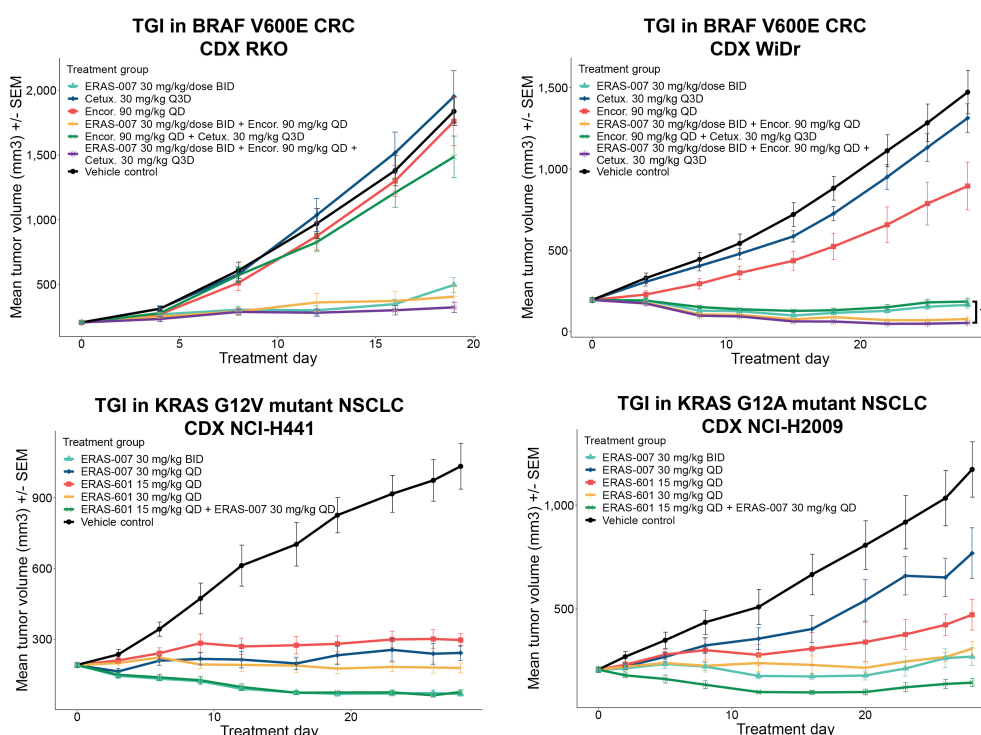 TGI in BRAF V600E CRC
CDX RKO
Mean tumor volume (mm3) +/- SEM
2,000
1,500
1,000
500
Treatment group
ERAS-007 30 mg/kg/dose BID
Cetux. 30 mg/kg Q3D
Encor. 90 mg/kg QD
ERAS-007 30 mg/kg/dose BID + Encor. 90 mg/kg QD
Encor. 90 mg/kg QD + Cetux. 30 mg/kg Q3D
ERAS-007 30 mg/kg/dose BID + Encor. 90 mg/kg QD +
Cetux. 30 mg/kg Q3D
Vehicle control
0 5 10 15 20
Treatment day
TGI in BRAF V600E CRC
CDX WiDr
Mean tumor volume (mm3) +/- SEM
1,500
1,000
500
0
Treatment group
ERAS-007 30 mg/kg/dose BID
Cetux. 30 mg/kg Q3D
Encor. 90 mg/kg QD
ERAS-007 30 mg/kg/dose BID + Encor. 90 mg/kg QD
Encor. 90 mg/kg QD + Cetux. 30 mg/kg Q3D
ERAS-007 30 mg/kg/dose BID + Encor. 90 mg/kg QD +
Cetux. 30 mg/kg Q3D
Vehicle control
0 10 20
Treatment day
TGI in KRAS G12V mutant NSCLC
CDX NCI-H441
Mean tumor volume (mm3) +/- SEM
900
600
300
Treatment group
ERAS-007 30 mg/kg BID
ERAS-007 30 mg/kg QD
ERAS-601 15 mg/kg QD
ERAS-601 30 mg/kg QD
ERAS-601 15 mg/kg QD + ERAS-007 30 mg/kg QD
Vehicle control
0 10 20
Treatment day
TGI in KRAS G12A mutant NSCLC
CDX NCI-H2009
Mean tumor volume (mm3) +/- SEM
1,000
500
Treatment group
ERAS-007 30 mg/kg BID
ERAS-007 30 mg/kg QD
ERAS-601 15 mg/kg QD
ERAS-601 30 mg/kg QD
ERAS-601 15 mg/kg QD + ERAS-007 30 mg/kg QD
Vehicle control
0 10 20
Treatment day